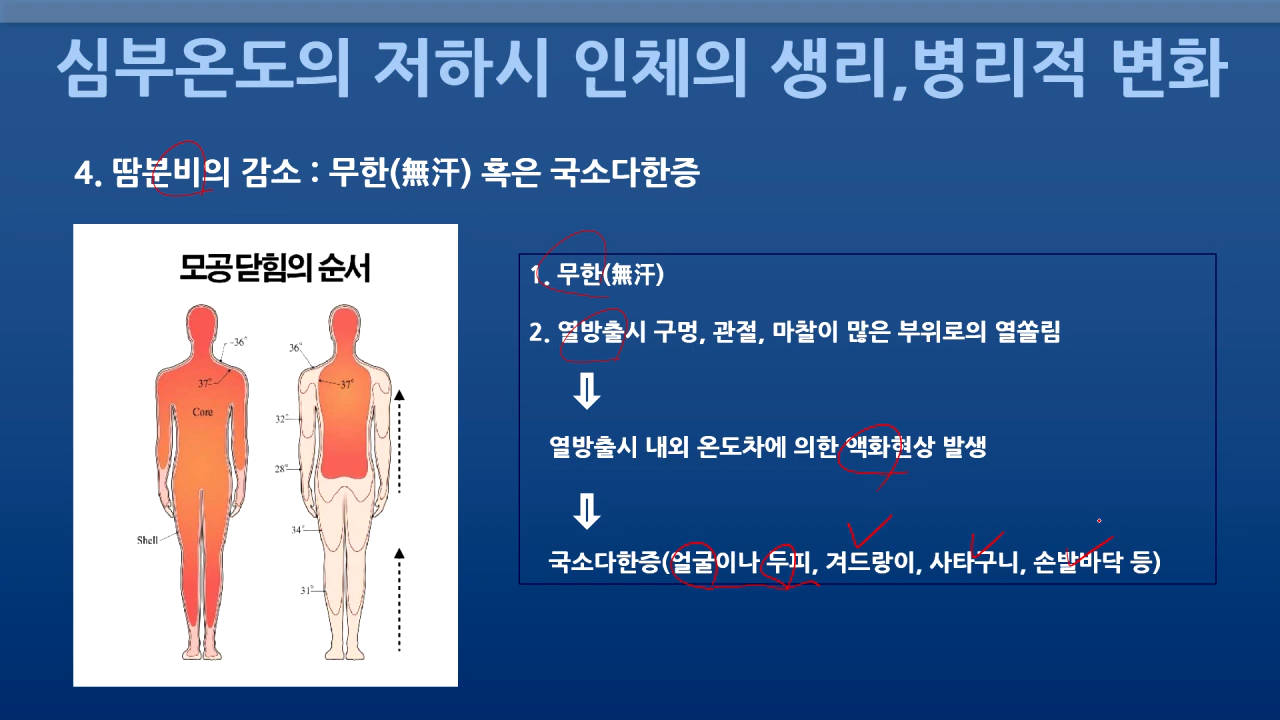 심부온도의 저하시 인체의 생리,병리적 변화
4. 땀분비의 감소 : 무한(無汗) 혹은 국소다한증
모공닫힘의 순서
36°
37°
Core
Shell
36°
37°
32°
28°
34°
31°
1. 무한(無汗)
2. 열방출시 구멍, 관절, 마찰이 많은 부위로의 열쏠림
열방출시 내외 온도차에 의한 액화현상 발생
국소다한증(얼굴이나 두피, 겨드랑이, 사타구니, 손발바닥 등)